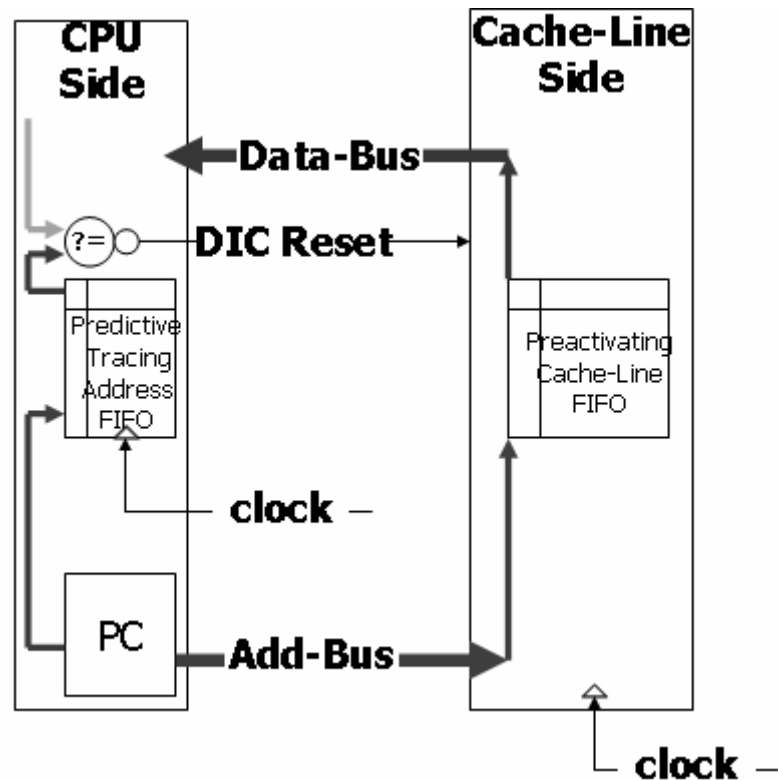 CPU
Side
Cache-Line
Side
Data-Bus
?=
DIC Reset
Predictive
Tracing
Address
FIFO
Preactivating
Cache-Line
FIFO
clock
PC
Add-Bus
clock